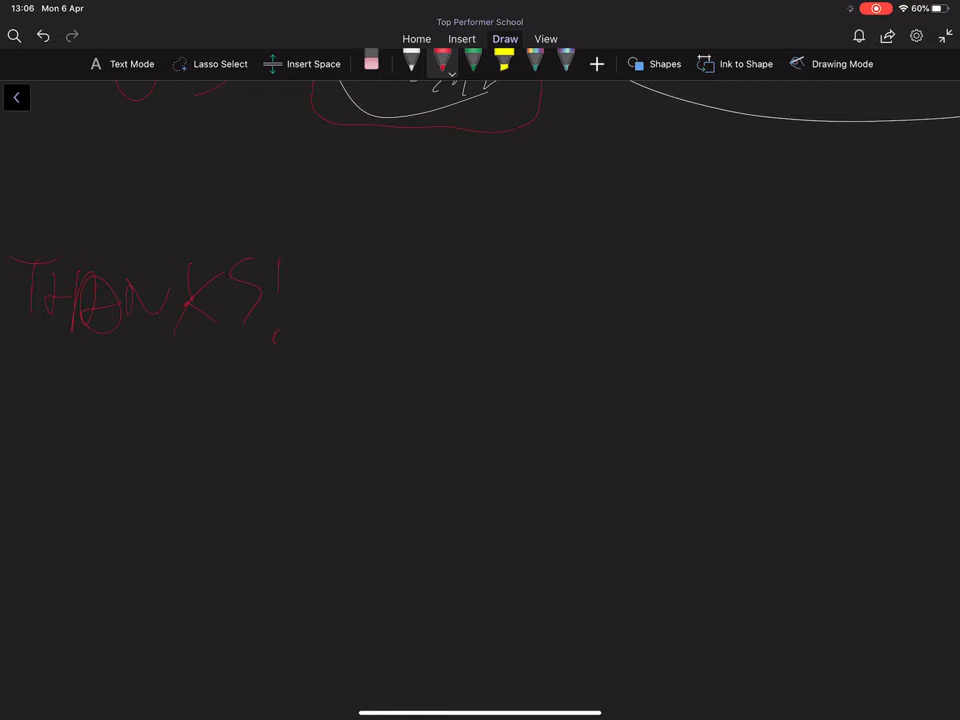 13:06 Mon 6 Apr
60%
Top Performer School
Home Insert Draw View
Text Mode Lasso Select Insert Space Shapes Ink to Shape Drawing Mode
THANKS!